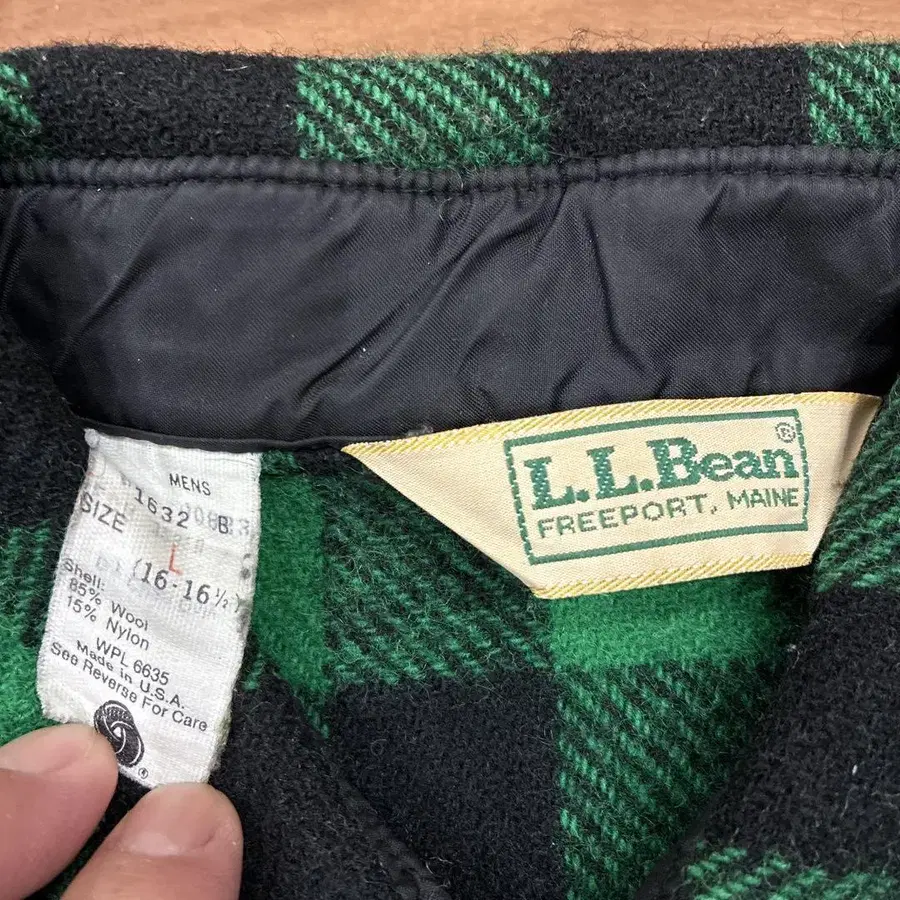 MENS
1632
SIZE
L
(16-16½)
Shell:
85% Wool
15% Nylon
WPL 6635
Made in U.S.A.
See Reverse For Care
L.L.Bean®
FREEPORT, MAINE